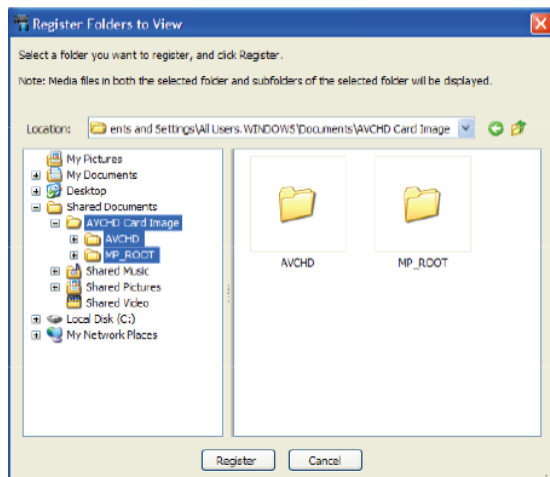 Register Folders to View
Select a folder you want to register, and click Register.
Note: Media files in both the selected folder and subfolders of the selected folder will be displayed.
Location: ents and Settings\All Users.WINDOWS\Documents\AVCHD Card Image
My Pictures
My Documents
Desktop
Shared Documents
AVCHD Card Image
AVCHD
MP_ROOT
Shared Music
Shared Pictures
Shared Video
Local Disk (C:)
My Network Places
AVCHD MP_ROOT
Register Cancel